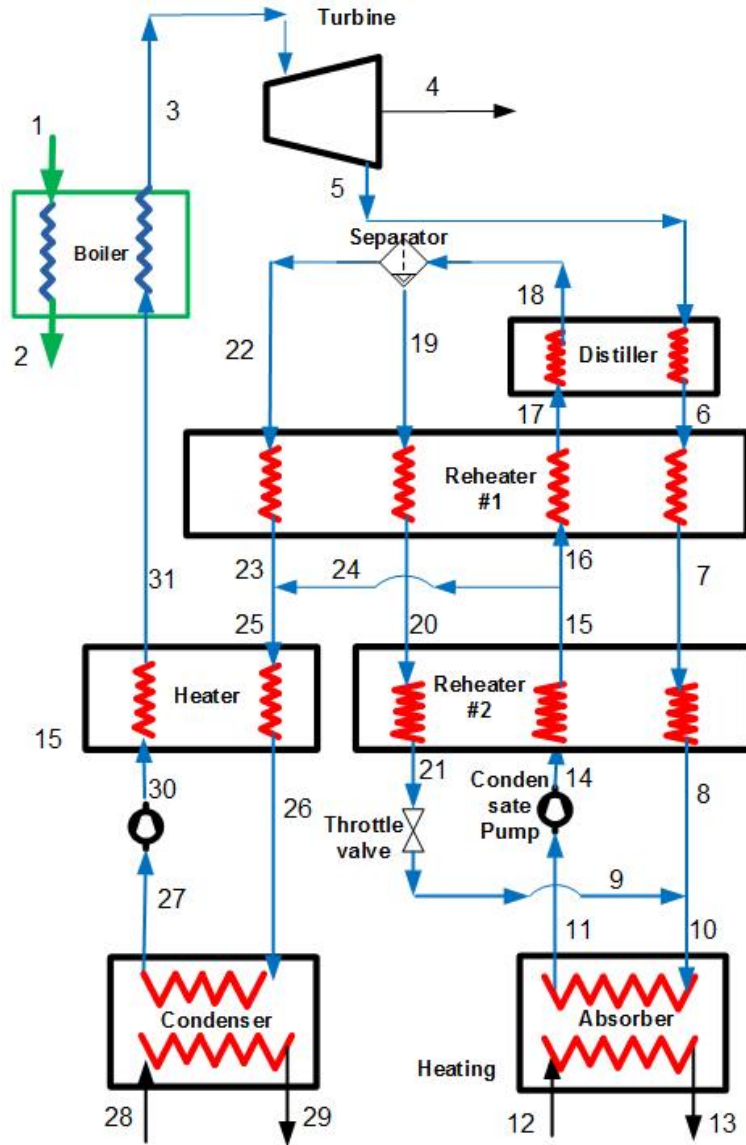 Turbine
3
4
1
5
Boiler
Separator
18
2
22
19
Distiller
17
6
Reheater
#1
31
23
24
16
7
25
20
15
Heater
Reheater
#2
15
30
26
21
Conden
sate
Pump
14
8
Throttle
valve
27
9
11
10
Condenser
Absorber
Heating
28
29
12
13